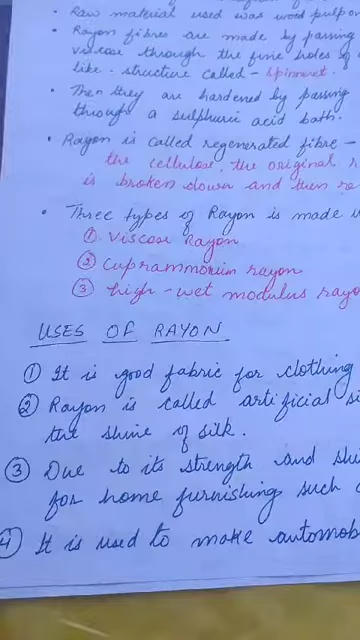 • Raw material used was wood pulp or
• Rayon fibres are made by passing
viscose through the fine holes of
like structure called - spinneret.
• Then they are hardened by passing
through a sulphuric acid bath.
• Rayon is called regenerated fibre -
the cellulose, the original
is broken down and then
• Three types of Rayon is made
① Viscose Rayon
② Cuprammonium rayon
③ high - wet modulus rayo
USES OF RAYON
① It is good fabric for clothing
② Rayon is called artificial si
the shine of silk.
③ Due to its strength and shi
for home furnishing such
④ It is used to make automob